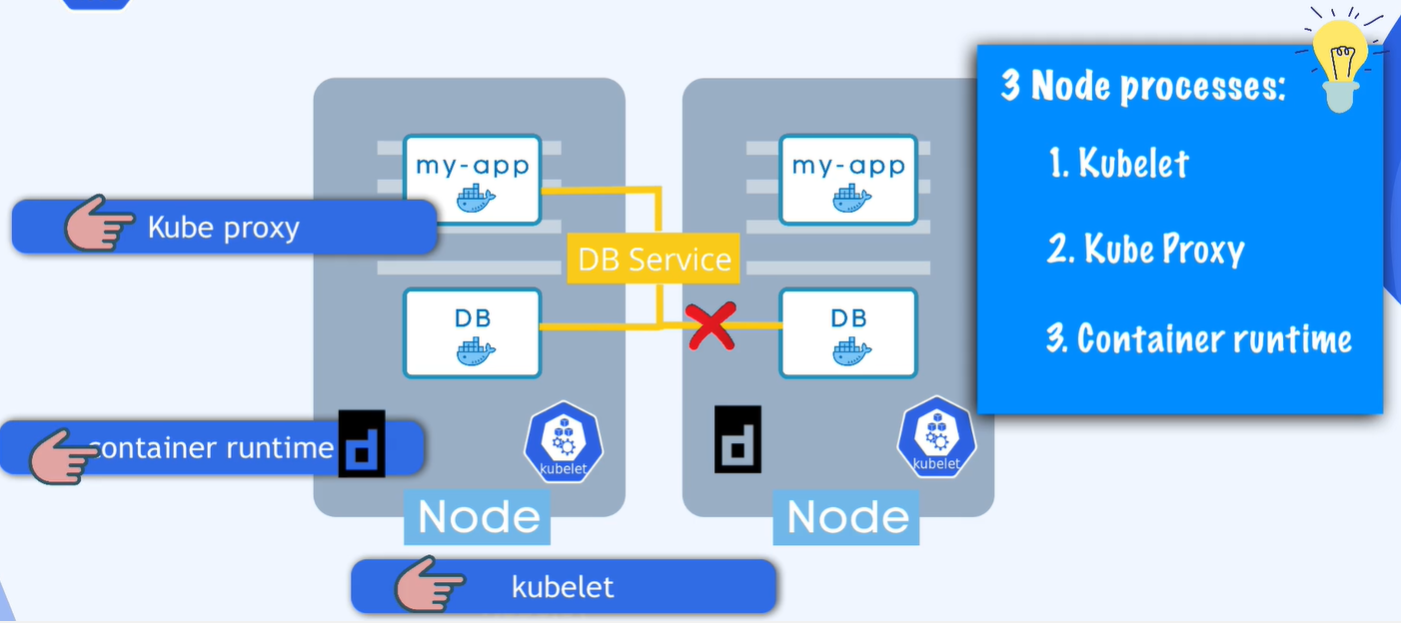 3 Node processes:
1. Kubelet
2. Kube Proxy
3. Container runtime
my-app
my-app
Kube proxy
DB Service
DB
DB
container runtime
d
d
kubelet
kubelet
Node
Node
kubelet